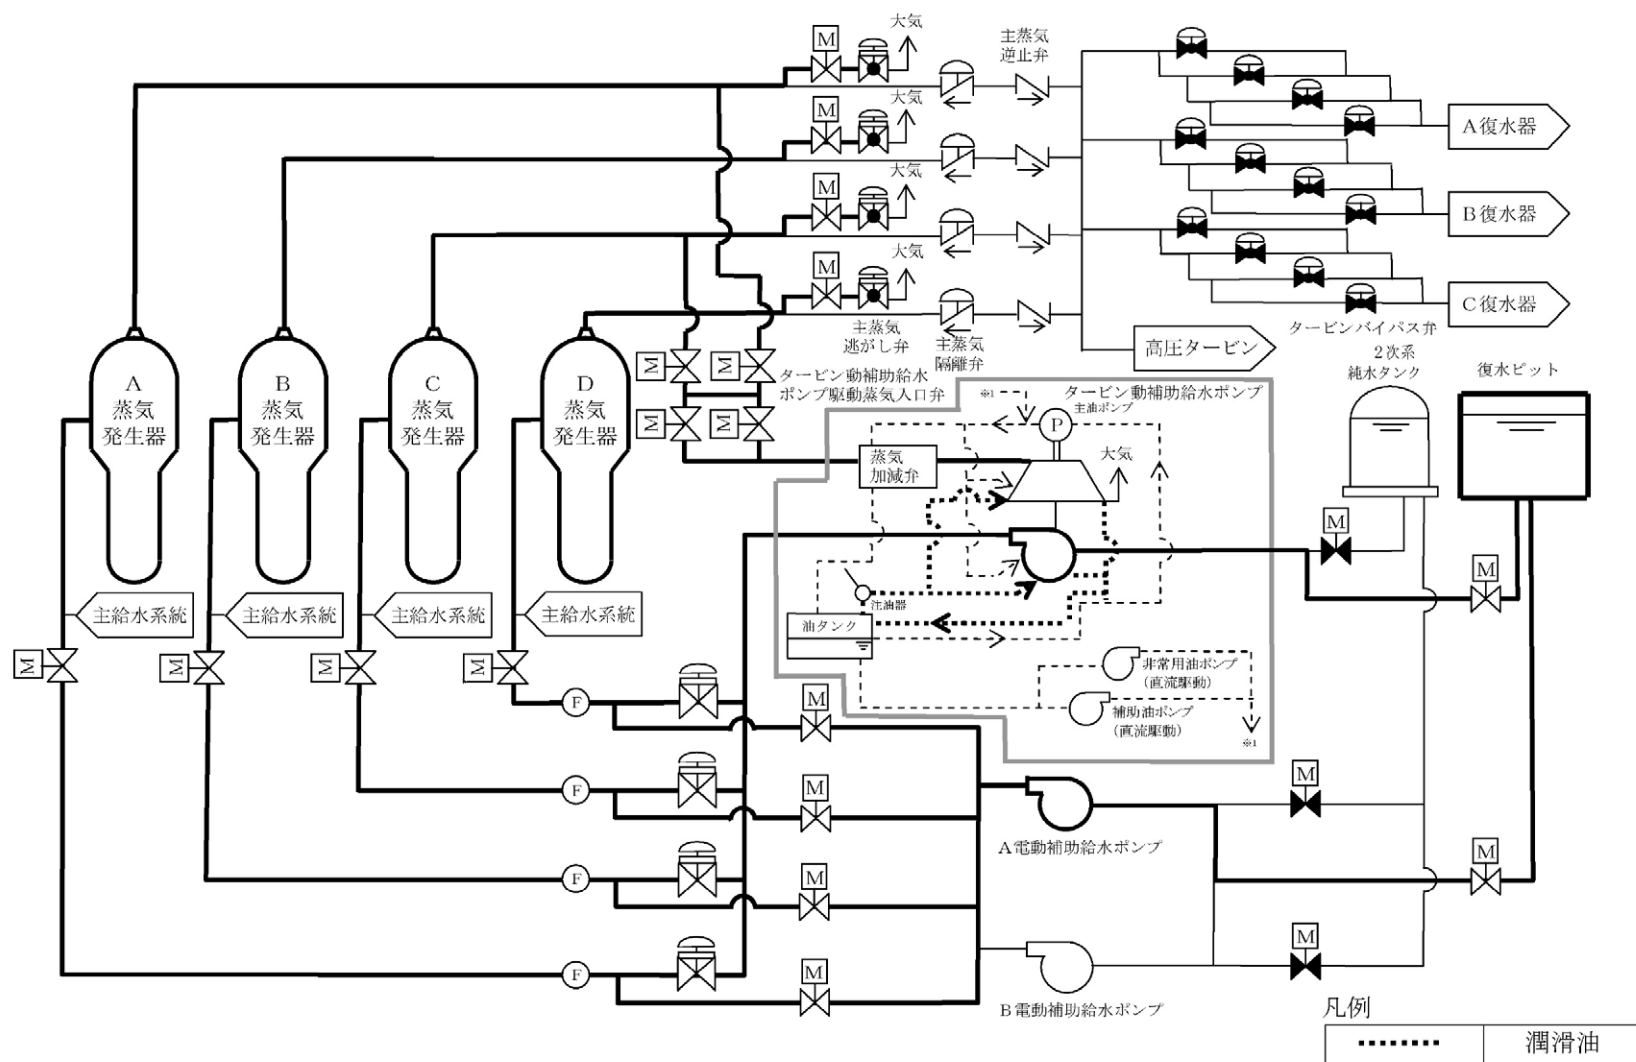 M
大気
主蒸気
逆止弁
M
大気
A復水器
M
大気
B復水器
M
大気
C復水器
主蒸気
逃がし弁
主蒸気
隔離弁
タービンバイパス弁
高圧タービン
2次系
純水タンク
復水ピット
A
蒸気
発生器
B
蒸気
発生器
C
蒸気
発生器
D
蒸気
発生器
M
M
タービン動補助給水
ポンプ駆動蒸気入口弁
M
M
タービン動補助給水ポンプ
※1
主油ポンプ
P
蒸気
加減弁
大気
M
M
注油器
油タンク
非常用油ポンプ
(直流駆動)
補助油ポンプ
(直流駆動)
※1
主給水系統
主給水系統
主給水系統
主給水系統
M
M
M
M
F
M
F
M
M
A電動補助給水ポンプ
M
F
M
F
M
M
B電動補助給水ポンプ
凡例
潤滑油